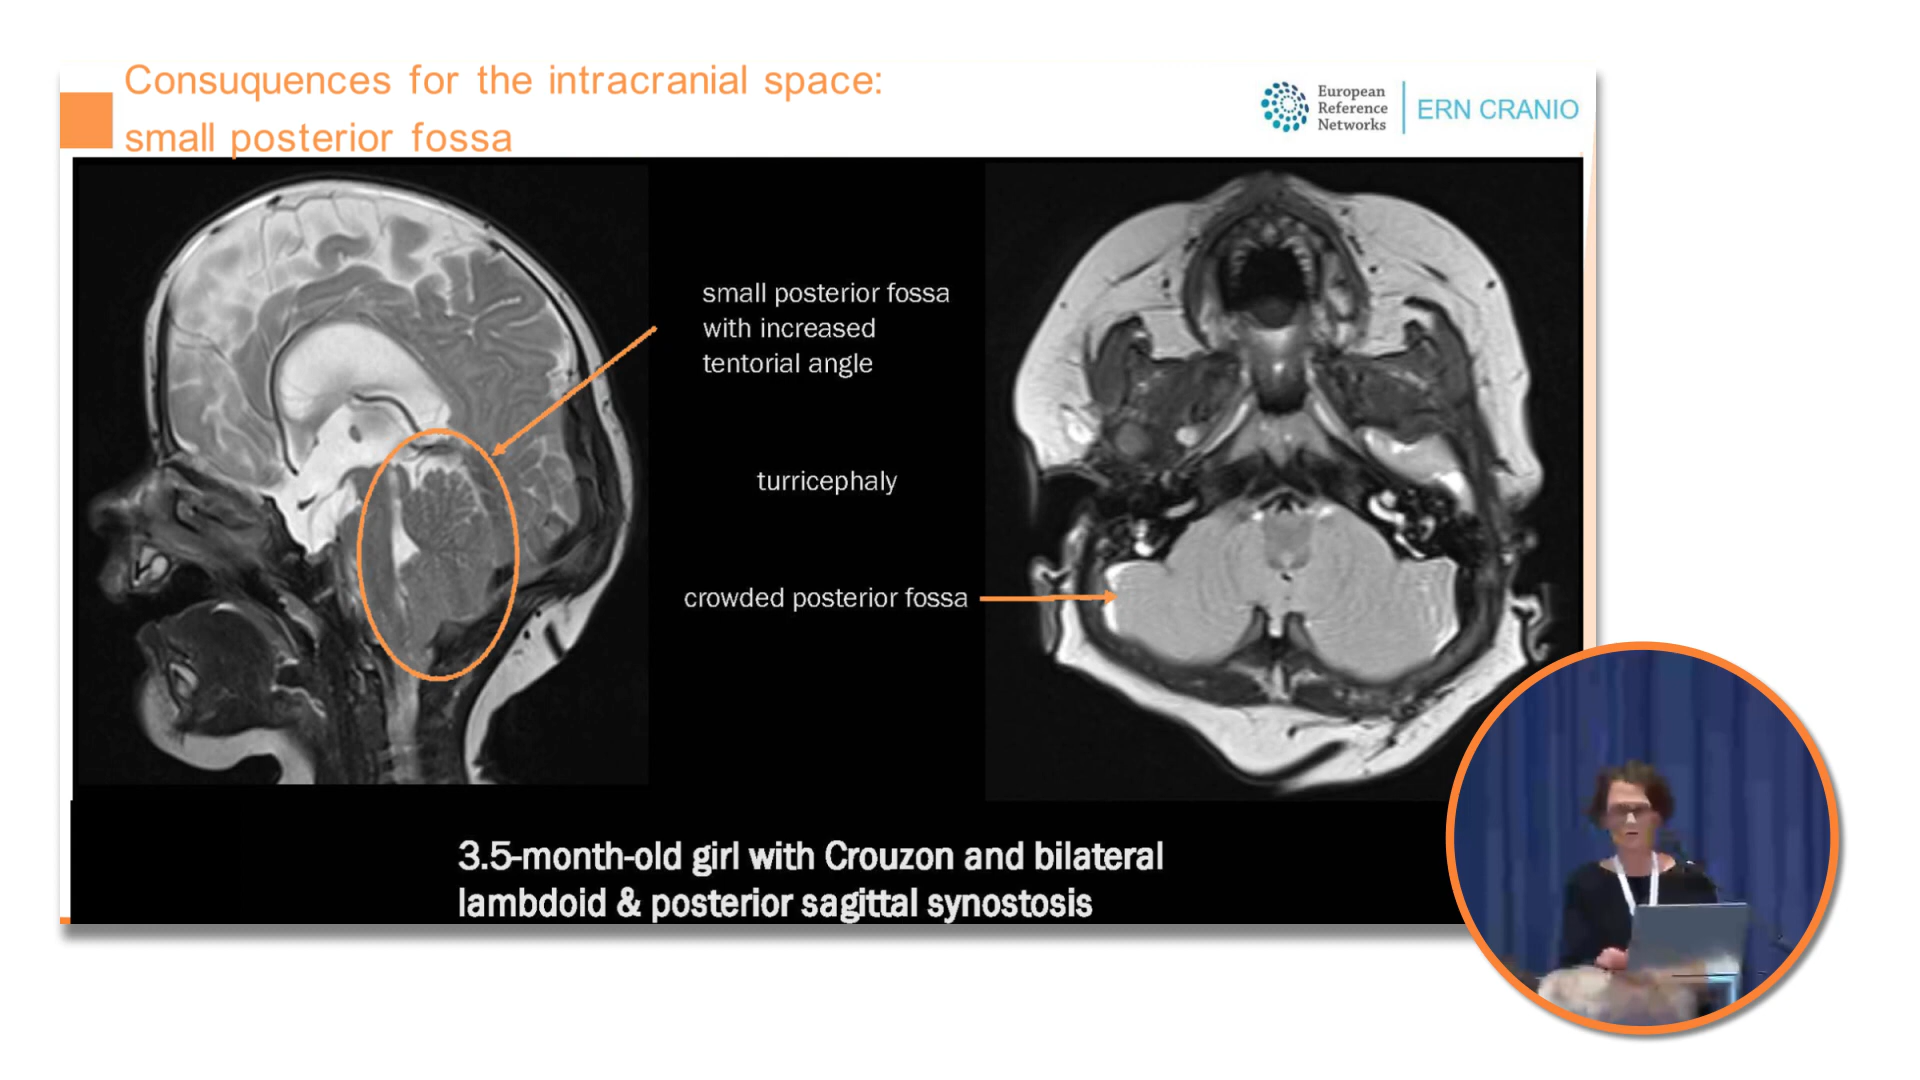 Consuquences for the intracranial space:
small posterior fossa
European
Reference
Networks
ERN CRANIO
small posterior fossa
with increased
tentorial angle
turricephaly
crowded posterior fossa
3.5-month-old girl with Crouzon and bilateral
lambdoid & posterior sagittal synostosis